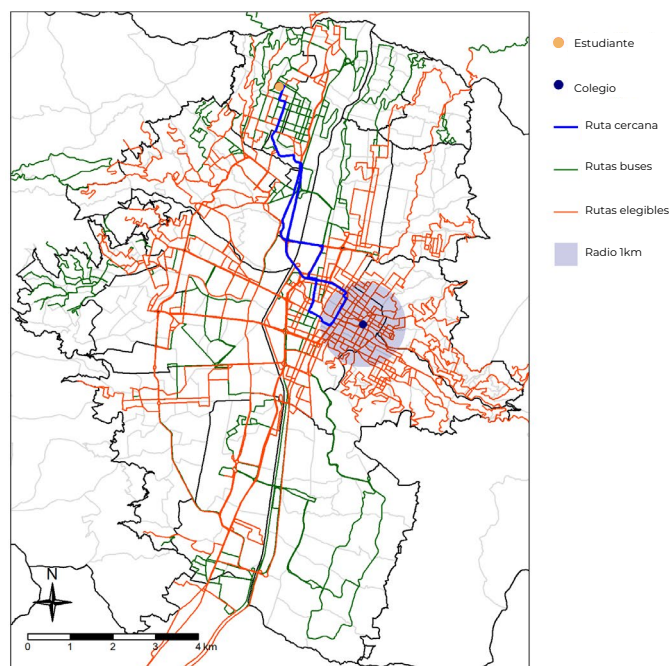 Estudiante
Colegio
Ruta cercana
Rutas buses
Rutas elegibles
Radio 1km
N
0 1 2 3 4 km